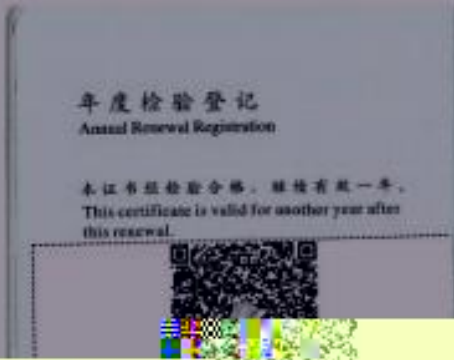 年度检验登记
Annual Renewal Registration
本证书经检验合格，继续有效一年。
This certificate is valid for another year after
this renewal.